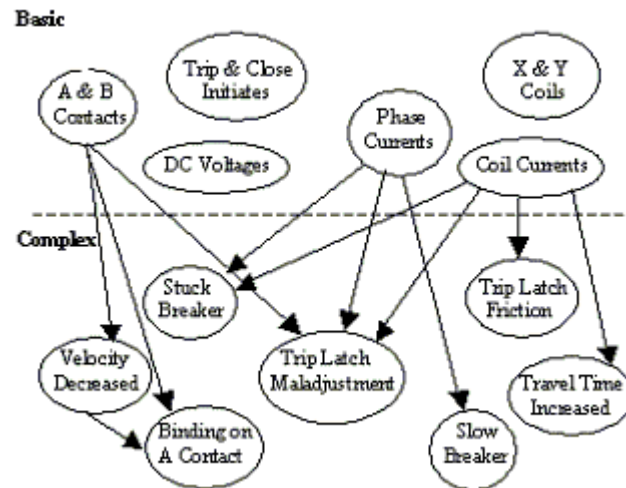 Basic
A & B
Contacts
Trip & Close
Initiates
X & Y
Coils
DC Voltages
Phase
Currents
Coil Currents
Complex
Stuck
Breaker
Trip Latch
Friction
Velocity
Decreased
Trip Latch
Maladjustment
Travel Time
Increased
Binding on
A Contact
Slow
Breaker